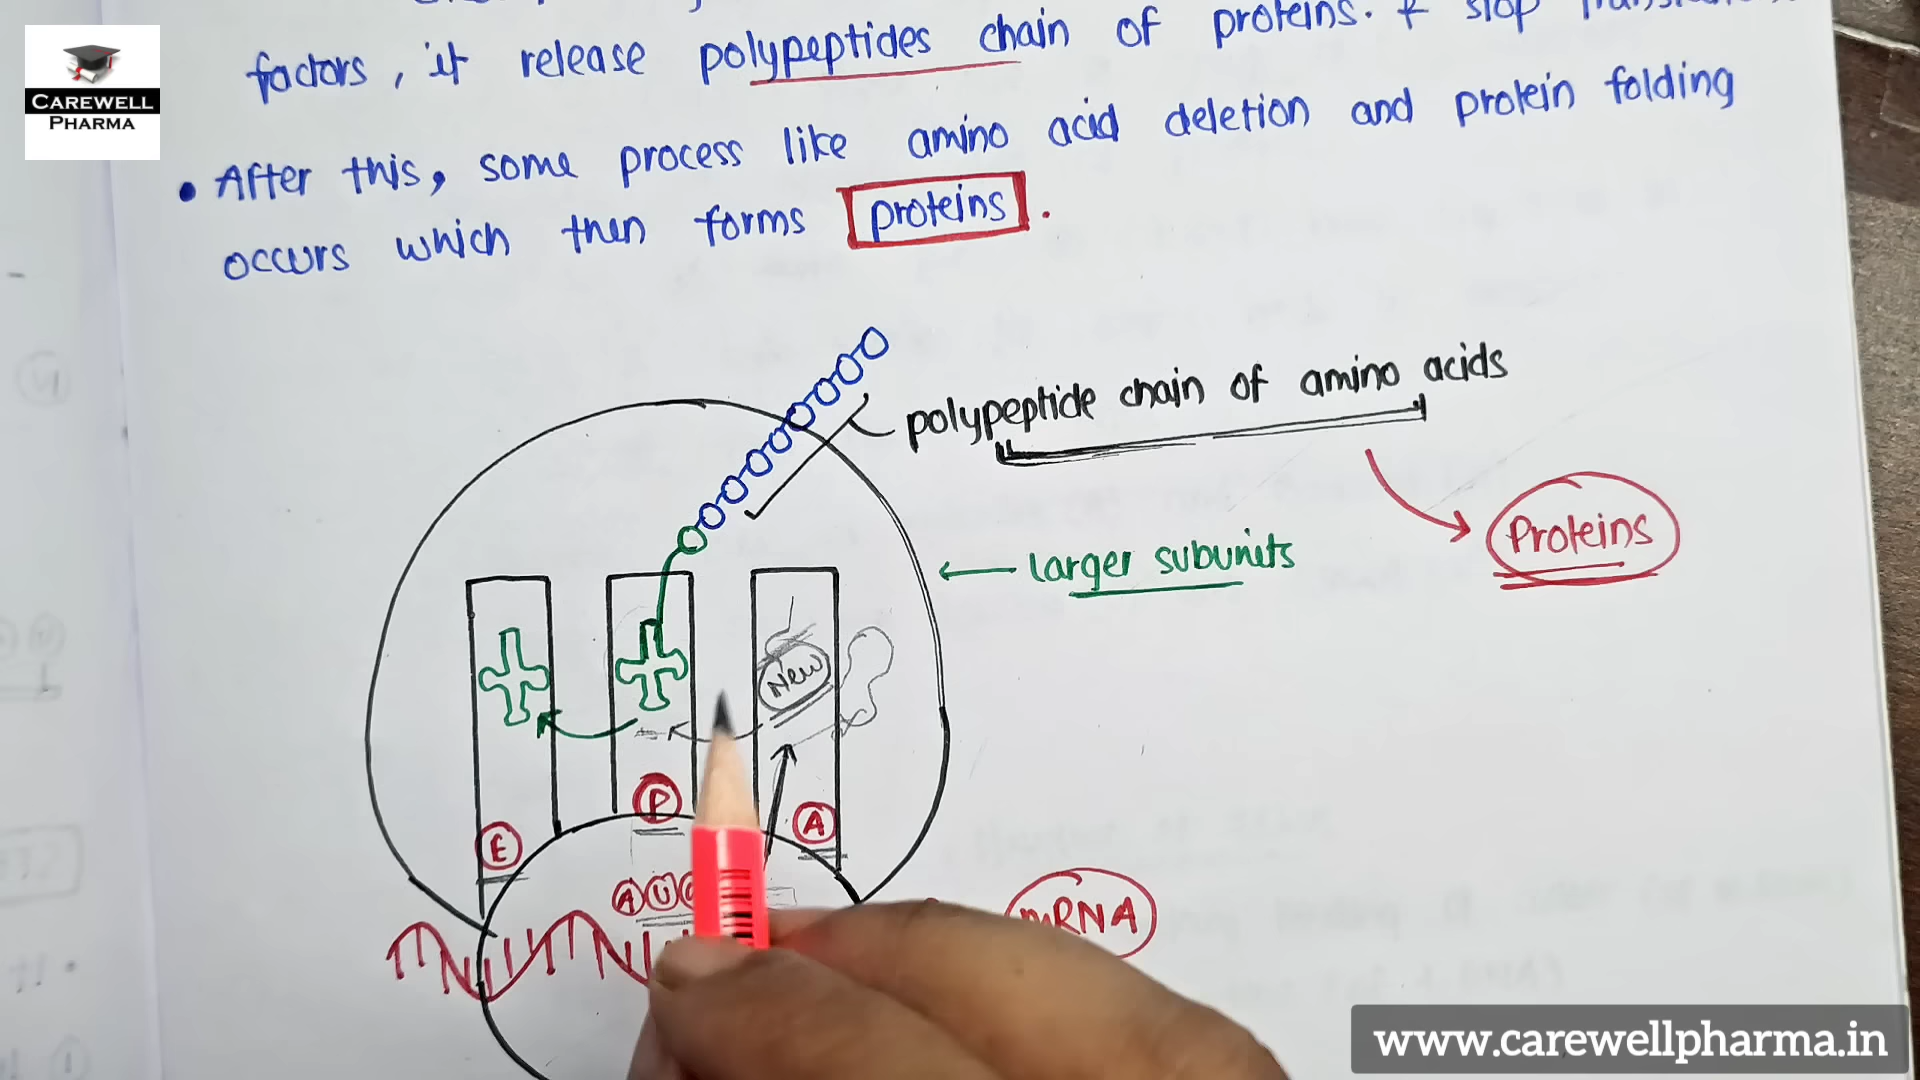 CAREWELL
PHARMA
factors, it release polypeptides chain of proteins. & stop
• After this, some process like amino acid deletion and protein folding
occurs which then forms proteins.
polypeptide chain of amino acids
Proteins
← larger subunits
New
P
A
E
AU
mRNA
www.carewellpharma.in